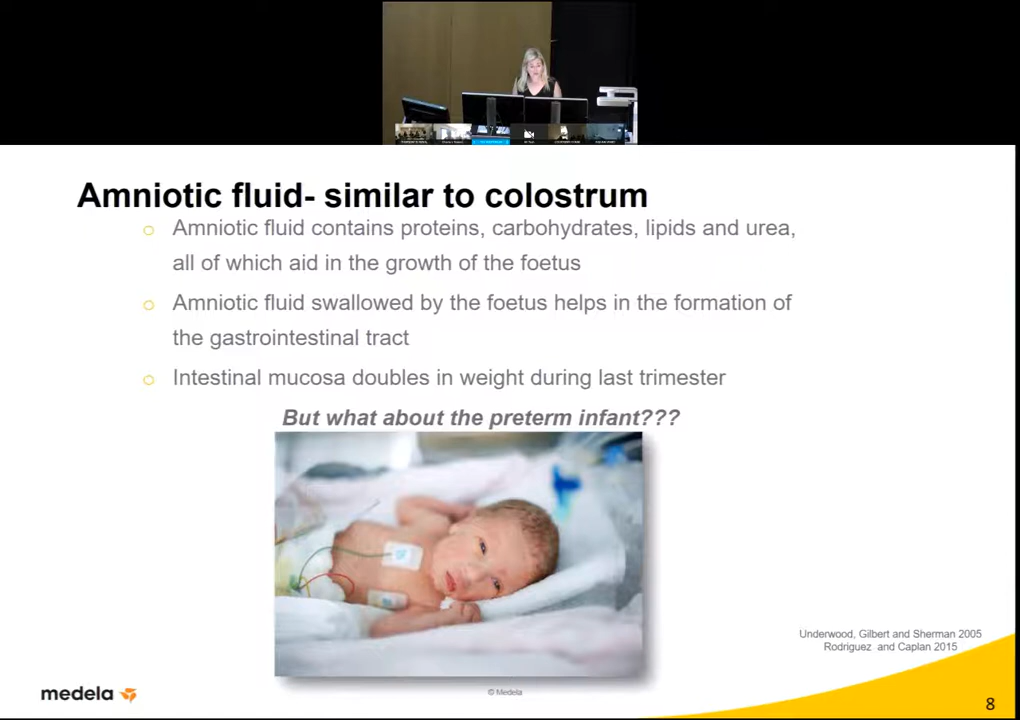 Amniotic fluid- similar to colostrum
Amniotic fluid contains proteins, carbohydrates, lipids and urea,
all of which aid in the growth of the foetus
Amniotic fluid swallowed by the foetus helps in the formation of
the gastrointestinal tract
Intestinal mucosa doubles in weight during last trimester
But what about the preterm infant???
Underwood, Gilbert and Sherman 2005
Rodriguez and Caplan 2015
medela
© Medela
8